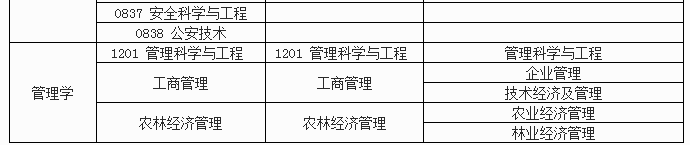 0837 安全科学与工程
0838 公安技术
管理学
1201 管理科学与工程 1201 管理科学与工程 管理科学与工程
工商管理 工商管理 企业管理
技术经济及管理
农林经济管理 农林经济管理 农业经济管理
林业经济管理